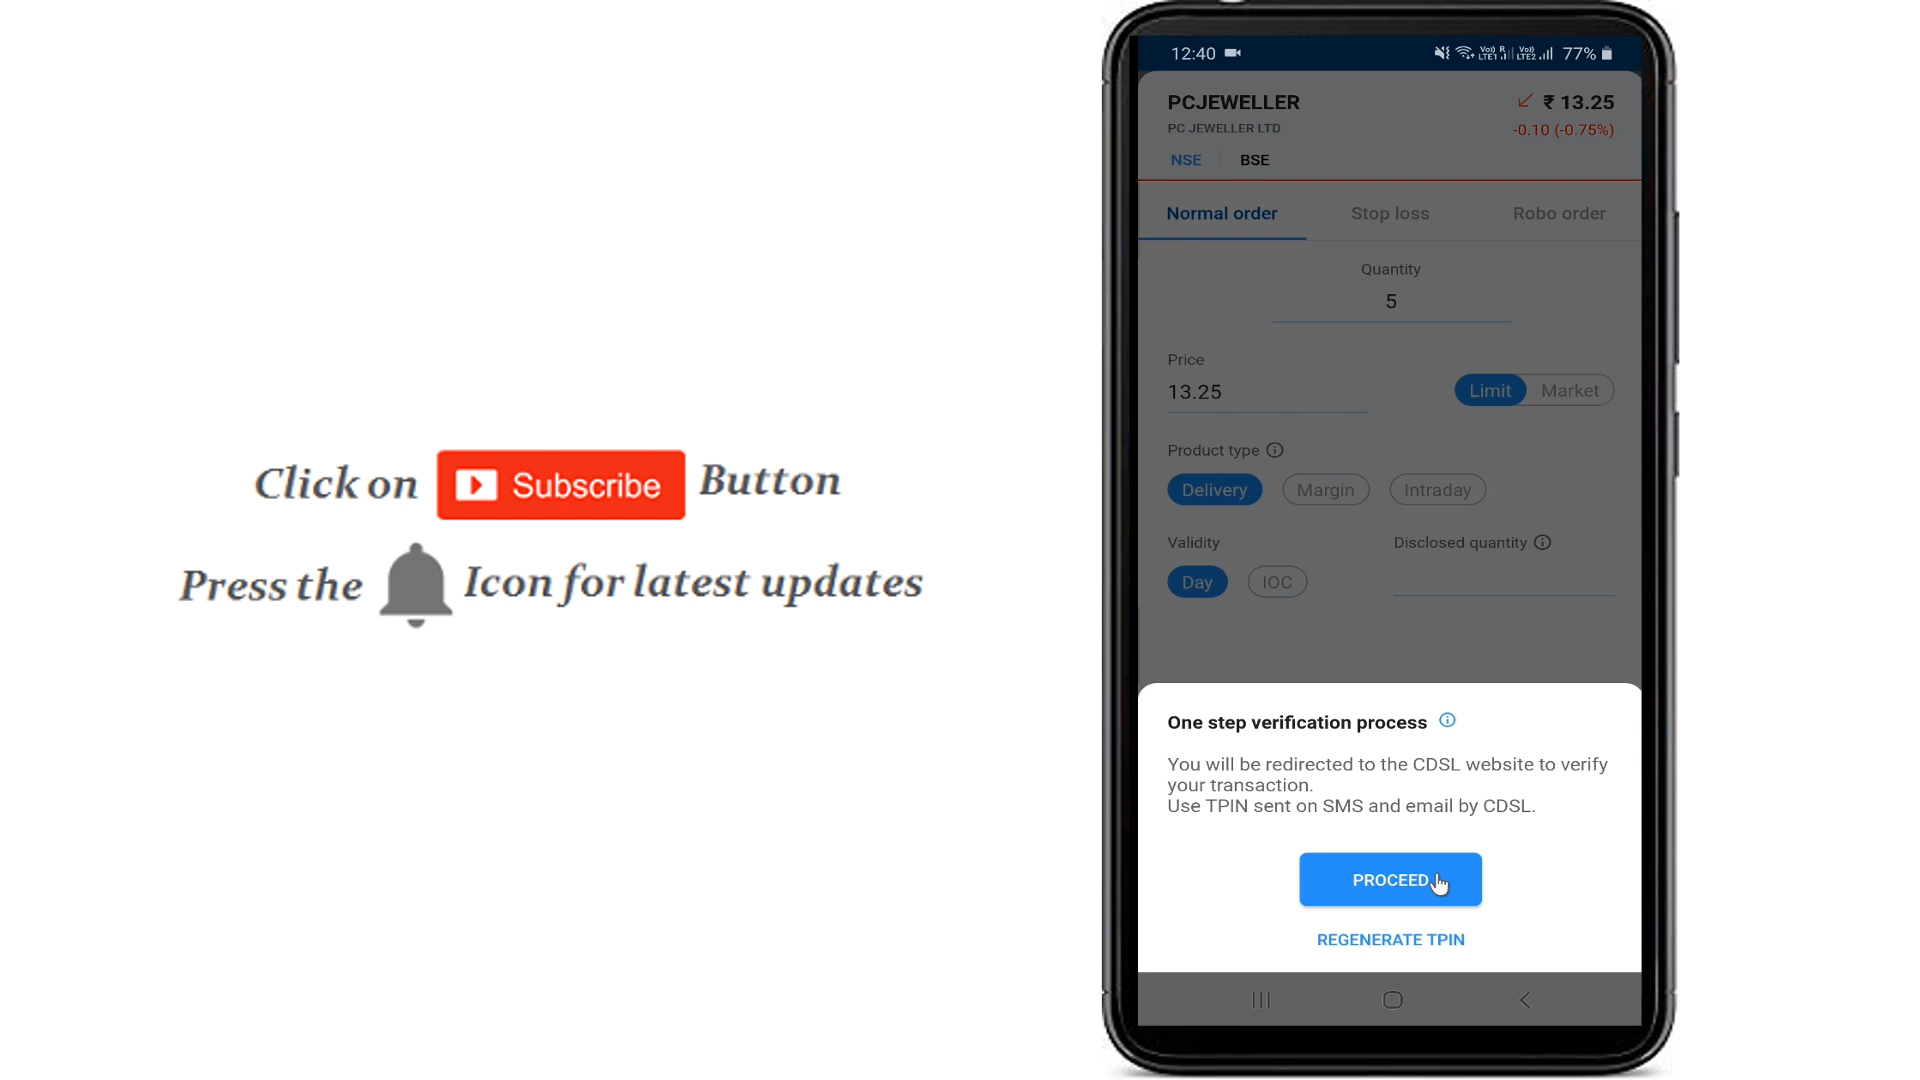 Click on Subscribe Button
Press the Icon for latest updates
12:40 77%
PCJEWELLER ₹ 13.25
PC JEWELLER LTD -0.10 (-0.75%)
NSE BSE
Normal order Stop loss Robo order
Quantity
5
Price
13.25 Limit Market
Product type
Delivery Margin Intraday
Validity Disclosed quantity
Day IOC
One step verification process
You will be redirected to the CDSL website to verify
your transaction.
Use TPIN sent on SMS and email by CDSL.
PROCEED
REGENERATE TPIN